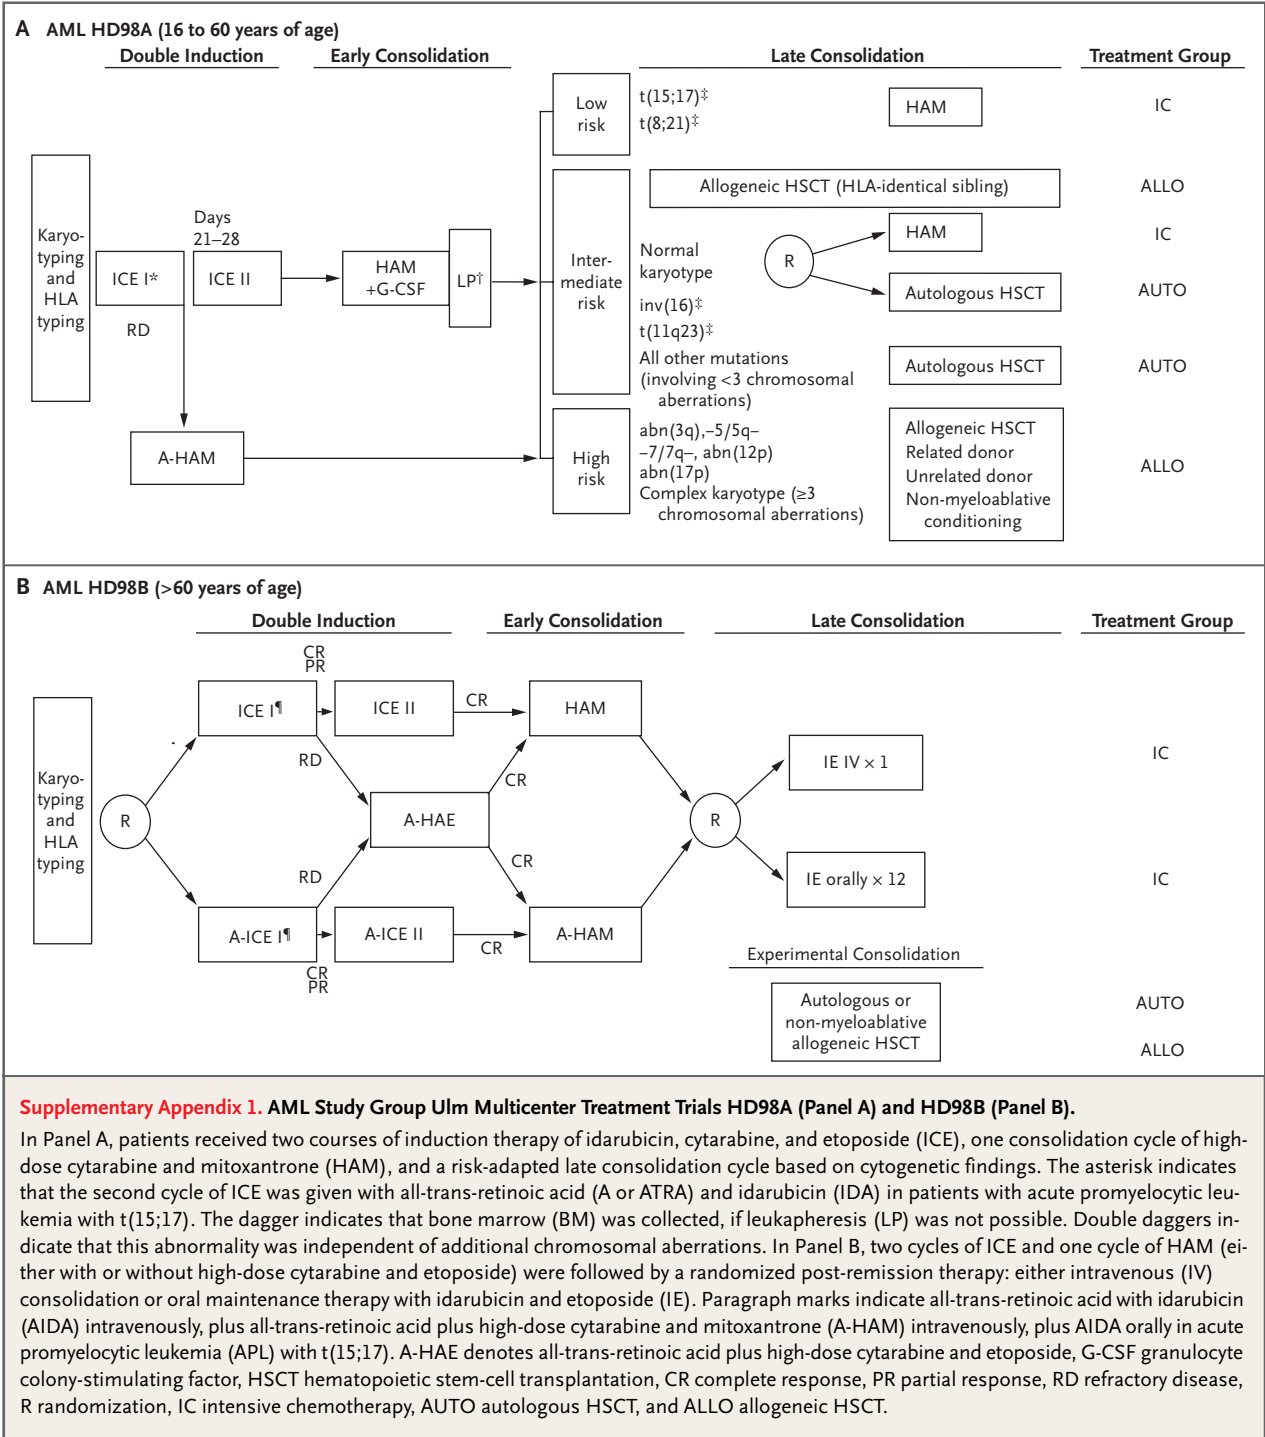 A AML HD98A (16 to 60 years of age)
Double Induction
Early Consolidation
Late Consolidation
Treatment Group
Karyo-
typing
and
HLA
typing
ICE I*
RD
Days
21–28
ICE II
A-HAM
HAM
+G-CSF
LP†
Low
risk
t(15;17)‡
t(8;21)‡
HAM
IC
Inter-
mediate
risk
Allogeneic HSCT (HLA-identical sibling)
ALLO
Normal
karyotype
inv(16)‡
t(11q23)‡
R
HAM
IC
Autologous HSCT
AUTO
All other mutations
(involving <3 chromosomal
aberrations)
Autologous HSCT
AUTO
High
risk
abn(3q),–5/5q–
–7/7q–, abn(12p)
abn(17p)
Complex karyotype (≥3
chromosomal aberrations)
Allogeneic HSCT
Related donor
Unrelated donor
Non-myeloablative
conditioning
ALLO
B AML HD98B (>60 years of age)
Double Induction
Early Consolidation
Late Consolidation
Treatment Group
Karyo-
typing
and
HLA
typing
R
ICE I¶
CR
PR
ICE II
CR
HAM
RD
A-HAE
CR
CR
RD
A-ICE I¶
CR
PR
A-ICE II
CR
A-HAM
R
IE IV × 1
IC
IE orally × 12
IC
Experimental Consolidation
Autologous or
non-myeloablative
allogeneic HSCT
AUTO
ALLO
Supplementary Appendix 1. AML Study Group Ulm Multicenter Treatment Trials HD98A (Panel A) and HD98B (Panel B).
In Panel A, patients received two courses of induction therapy of idarubicin, cytarabine, and etoposide (ICE), one consolidation cycle of high-
dose cytarabine and mitoxantrone (HAM), and a risk-adapted late consolidation cycle based on cytogenetic findings. The asterisk indicates
that the second cycle of ICE was given with all-trans-retinoic acid (A or ATRA) and idarubicin (IDA) in patients with acute promyelocytic leu-
kemia with t(15;17). The dagger indicates that bone marrow (BM) was collected, if leukapheresis (LP) was not possible. Double daggers in-
dicate that this abnormality was independent of additional chromosomal aberrations. In Panel B, two cycles of ICE and one cycle of HAM (ei-
ther with or without high-dose cytarabine and etoposide) were followed by a randomized post-remission therapy: either intravenous (IV)
consolidation or oral maintenance therapy with idarubicin and etoposide (IE). Paragraph marks indicate all-trans-retinoic acid with idarubicin
(AIDA) intravenously, plus all-trans-retinoic acid plus high-dose cytarabine and mitoxantrone (A-HAM) intravenously, plus AIDA orally in acute
promyelocytic leukemia (APL) with t(15;17). A-HAE denotes all-trans-retinoic acid plus high-dose cytarabine and etoposide, G-CSF granulocyte
colony-stimulating factor, HSCT hematopoietic stem-cell transplantation, CR complete response, PR partial response, RD refractory disease,
R randomization, IC intensive chemotherapy, AUTO autologous HSCT, and ALLO allogeneic HSCT.